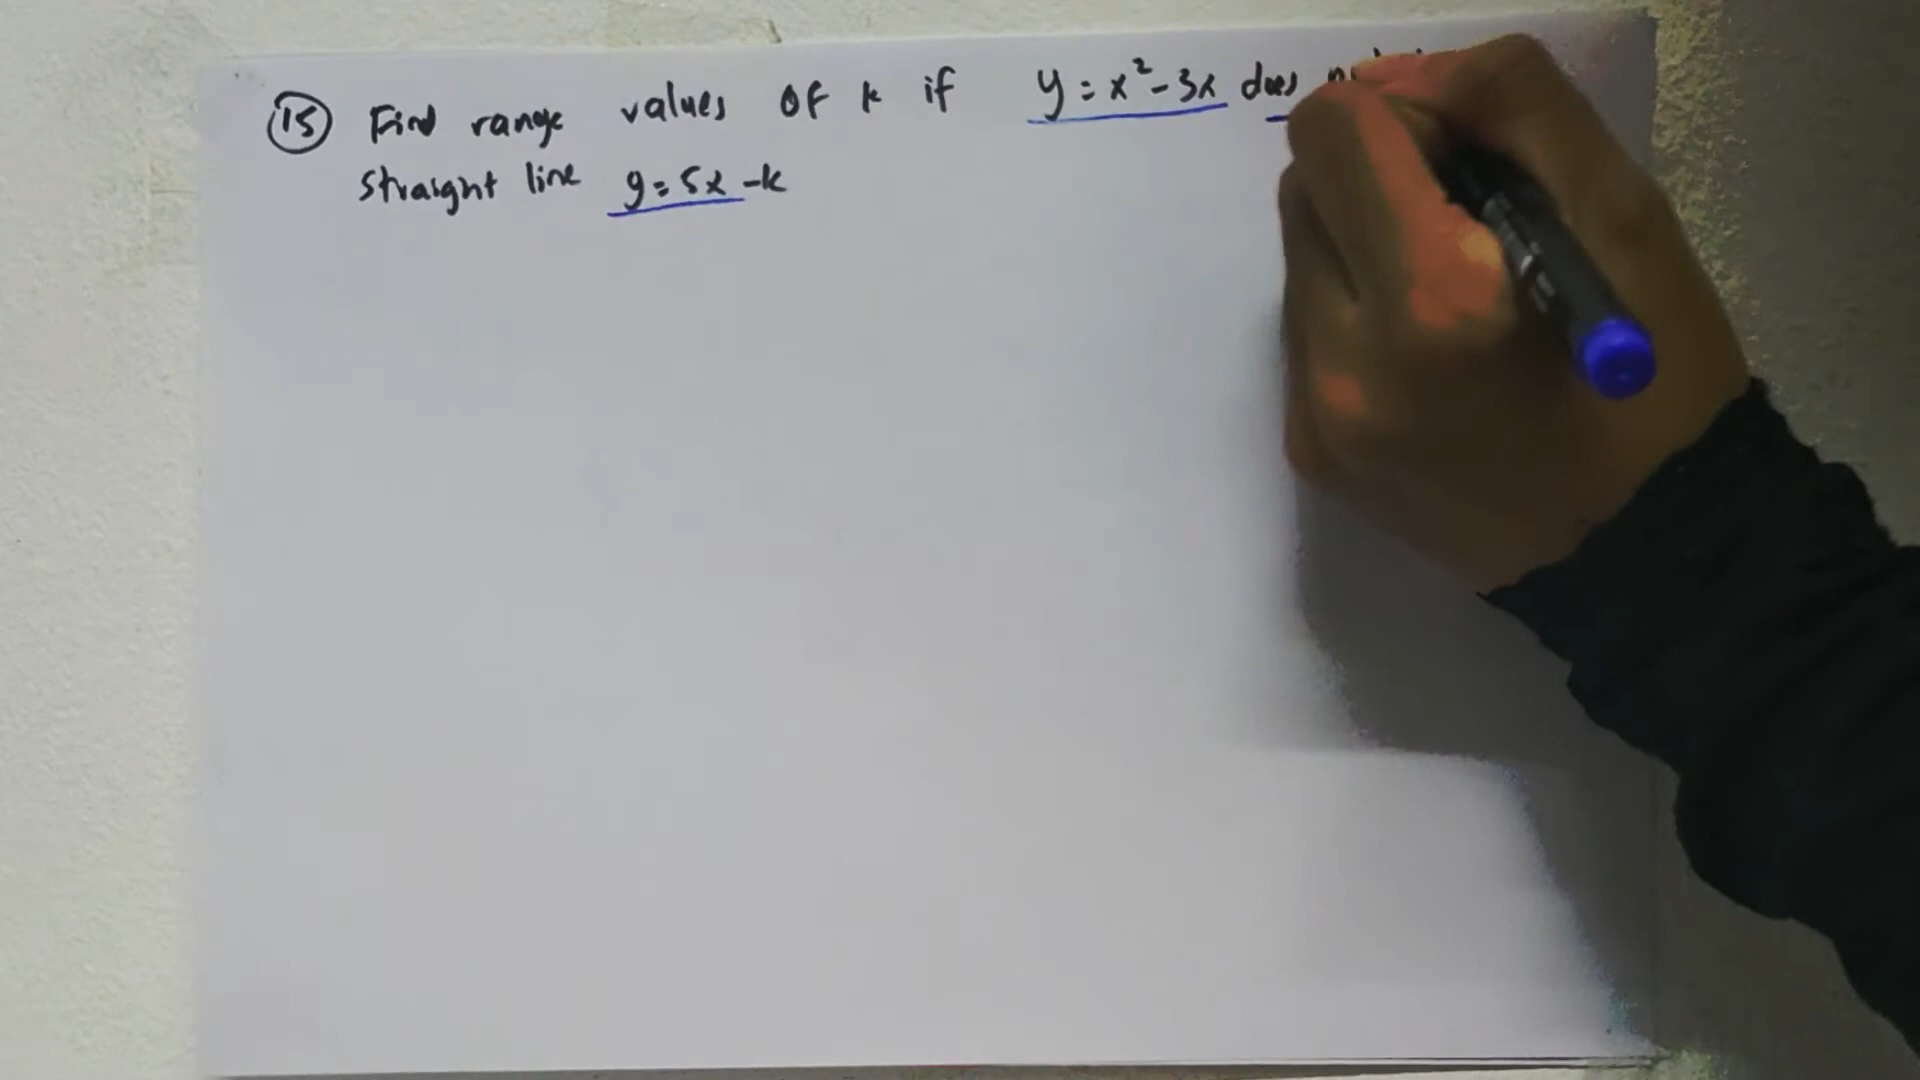 15 Find range values OF k if y = x² - 3x does
straight line y = 5x - k